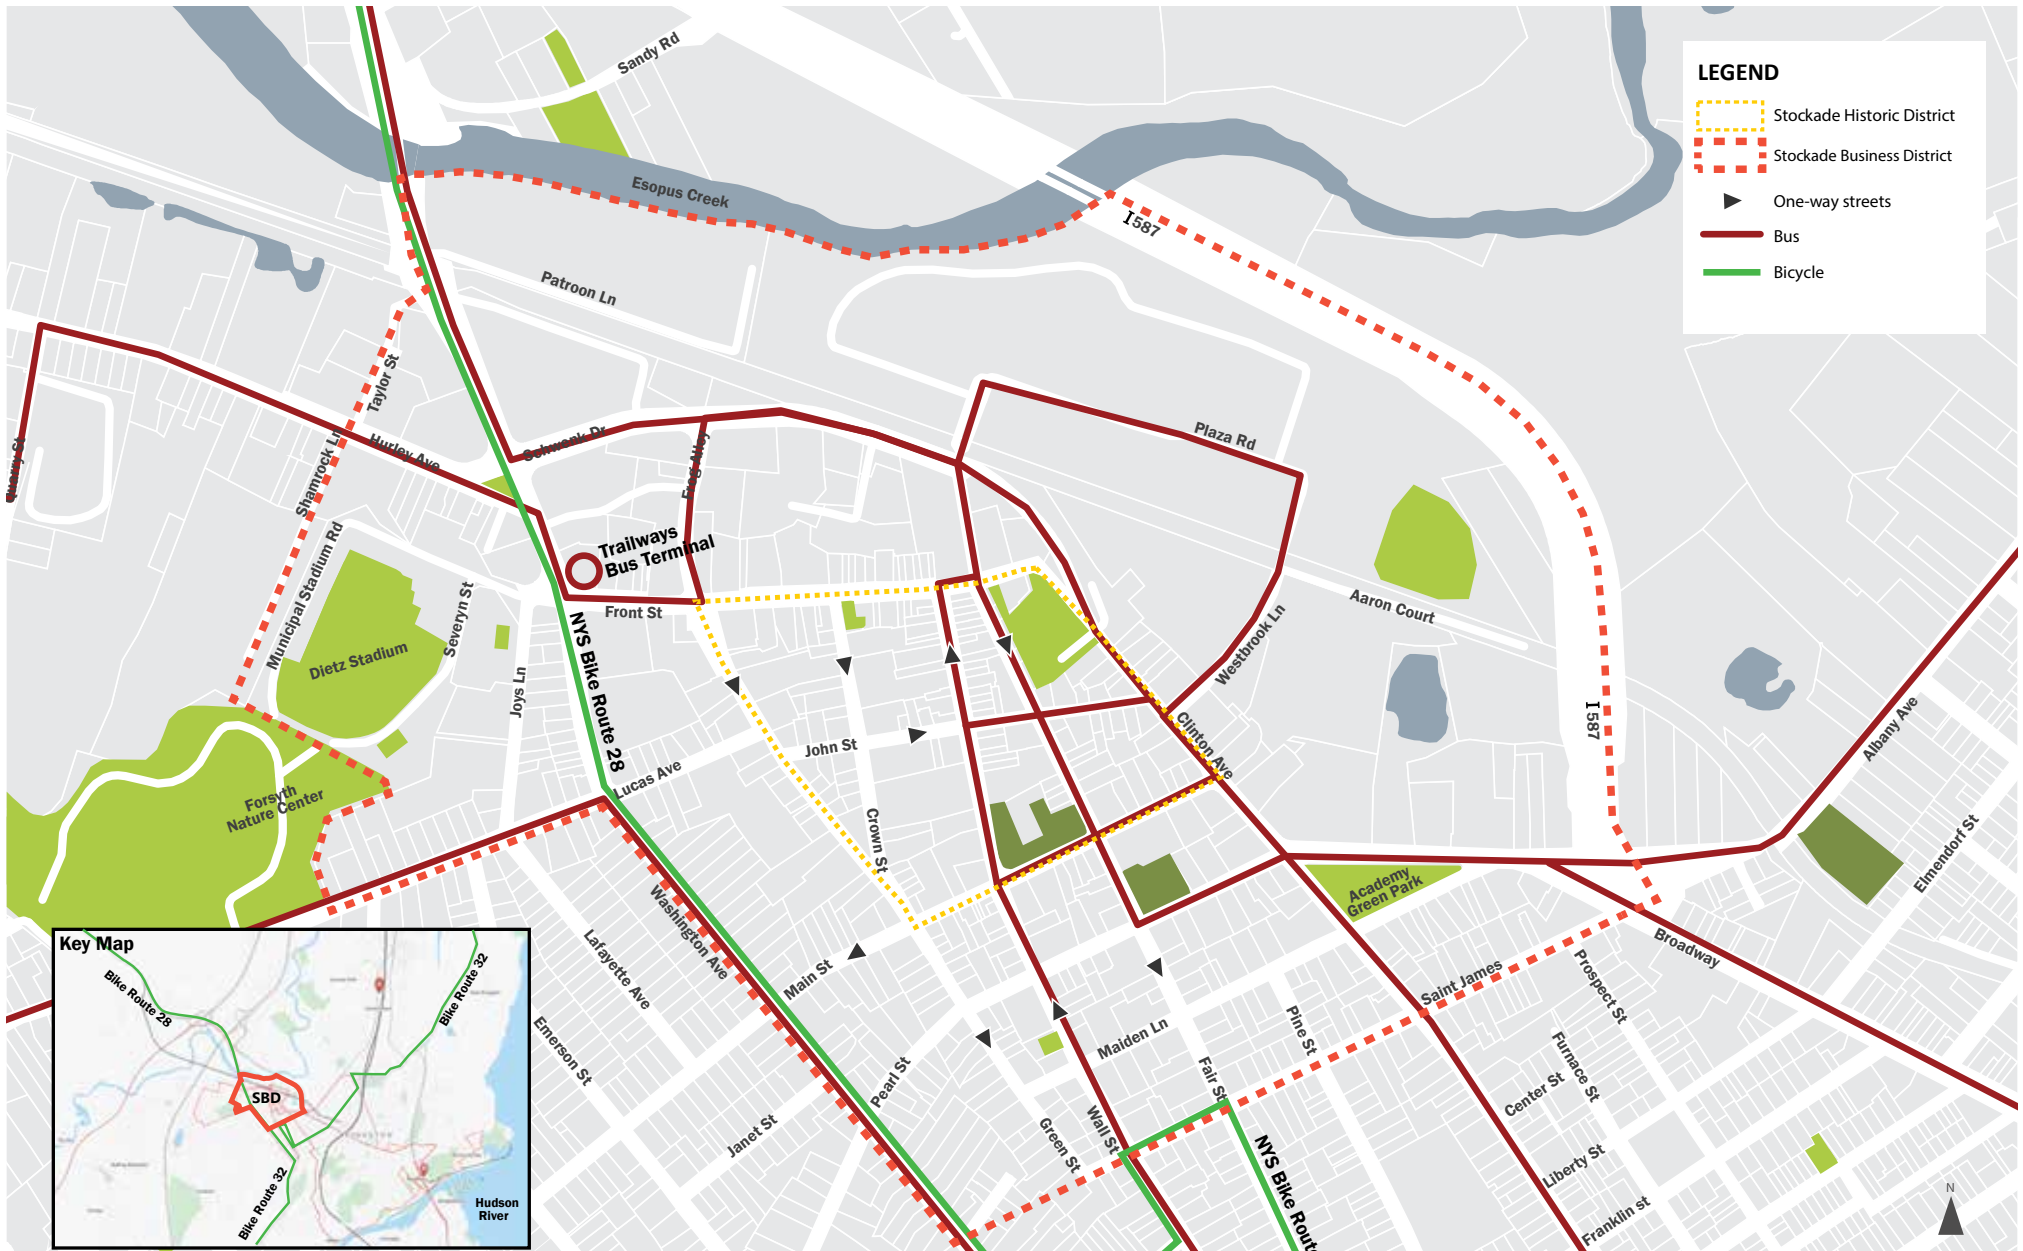 Sandy Rd
LEGEND
Stockade Historic District
Stockade Business District
One-way streets
Bus
Bicycle
Esopus Creek
I587
Patroon Ln
Taylor St
Plaza Rd
Schwenk Dr
Hurley Ave
Frog Alley
Quarry St
Shamrock Ln
Trailways
Bus Terminal
Municipal Stadium Rd
Severyn St
Front St
Aaron Court
Dietz Stadium
Joys Ln
NYS Bike Route 28
Westbrook Ln
I587
Clinton Ave
Albany Ave
John St
Lucas Ave
Forsyth
Nature Center
Crown St
Elmendorf St
Academy
Green Park
Washington Ave
Main St
Lafayette Ave
Broadway
Saint James
Prospect St
Emerson St
Pearl St
Maiden Ln
Pine St
Fair St
Furnace St
Center St
Janet St
Green St
Wall St
NYS Bike Rout
Liberty St
Franklin st
N
Key Map
Bike Route 28
Bike Route 32
SBD
Bike Route 32
Hudson
River